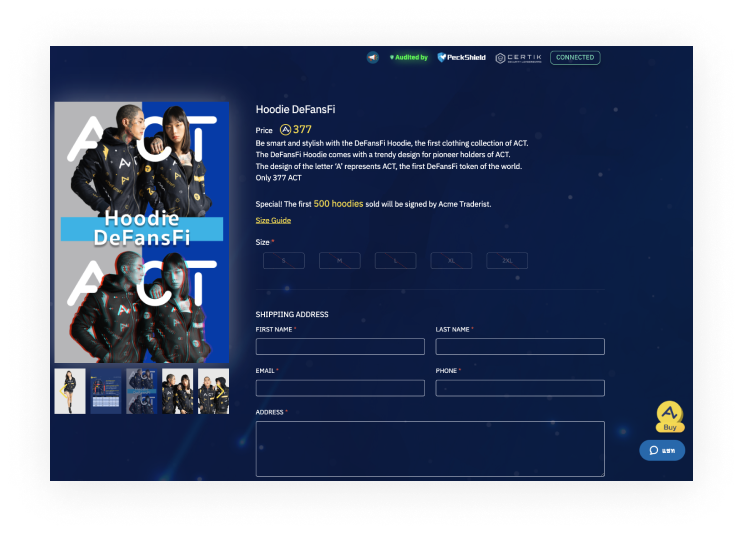 Audited by
PeckShield
CERTIK
CONNECTED
ACT
Hoodie
DeFansFi
ACT
Hoodie DeFansFi
Price 377
Be smart and stylish with the DeFansFi Hoodie, the first clothing collection of ACT.
The DeFansFi Hoodie comes with a trendy design for pioneer holders of ACT.
The design of the letter 'A' represents ACT, the first DeFansFi token of the world.
Only 377 ACT
Special! The first 500 hoodies sold will be signed by Acme Traderist.
Size Guide
Size *
S M L XL 2XL
SHIPPIING ADDRESS
FIRST NAME * LAST NAME *
EMAIL * PHONE *
ADDRESS *
Buy
แชท